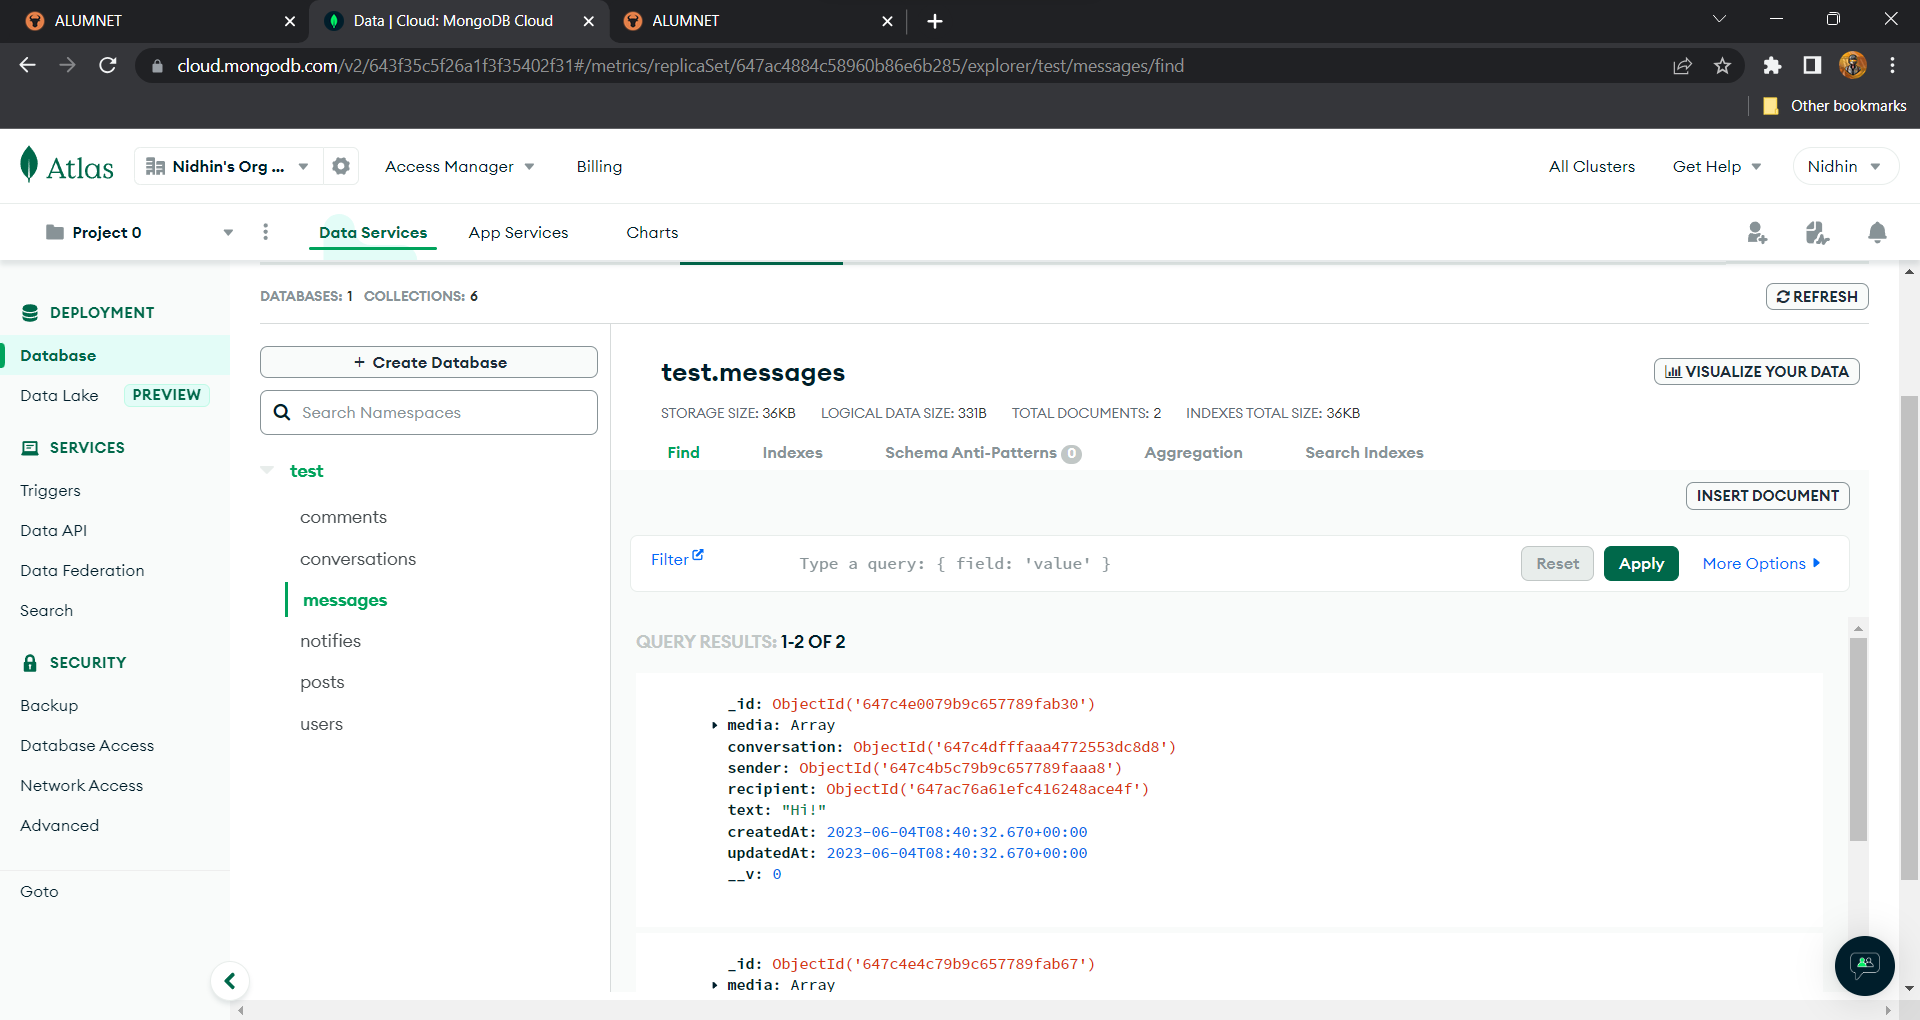 ALUMNET
Data | Cloud: MongoDB Cloud
ALUMNET
cloud.mongodb.com/v2/643f35c5f26a1f3f35402f31#/metrics/replicaSet/647ac4884c58960b86e6b285/explorer/test/messages/find
Other bookmarks
Atlas
Nidhin's Org ...
Access Manager
Billing
All Clusters
Get Help
Nidhin
Project 0
Data Services
App Services
Charts
DATABASES: 1 COLLECTIONS: 6
REFRESH
DEPLOYMENT
Database
Data Lake PREVIEW
SERVICES
Triggers
Data API
Data Federation
Search
SECURITY
Backup
Database Access
Network Access
Advanced
Goto
+ Create Database
Search Namespaces
test
comments
conversations
messages
notifies
posts
users
test.messages
VISUALIZE YOUR DATA
STORAGE SIZE: 36KB LOGICAL DATA SIZE: 331B TOTAL DOCUMENTS: 2 INDEXES TOTAL SIZE: 36KB
Find Indexes Schema Anti-Patterns 0 Aggregation Search Indexes
INSERT DOCUMENT
Filter
Type a query: { field: 'value' }
Reset
Apply
More Options
QUERY RESULTS: 1-2 OF 2
_id: ObjectId('647c4e0079b9c657789fab30')
media: Array
conversation: ObjectId('647c4dfffaaa4772553dc8d8')
sender: ObjectId('647c4b5c79b9c657789faaa8')
recipient: ObjectId('647ac76a61efc416248ace4f')
text: "Hi!"
createdAt: 2023-06-04T08:40:32.670+00:00
updatedAt: 2023-06-04T08:40:32.670+00:00
__v: 0
_id: ObjectId('647c4e4c79b9c657789fab67')
media: Array